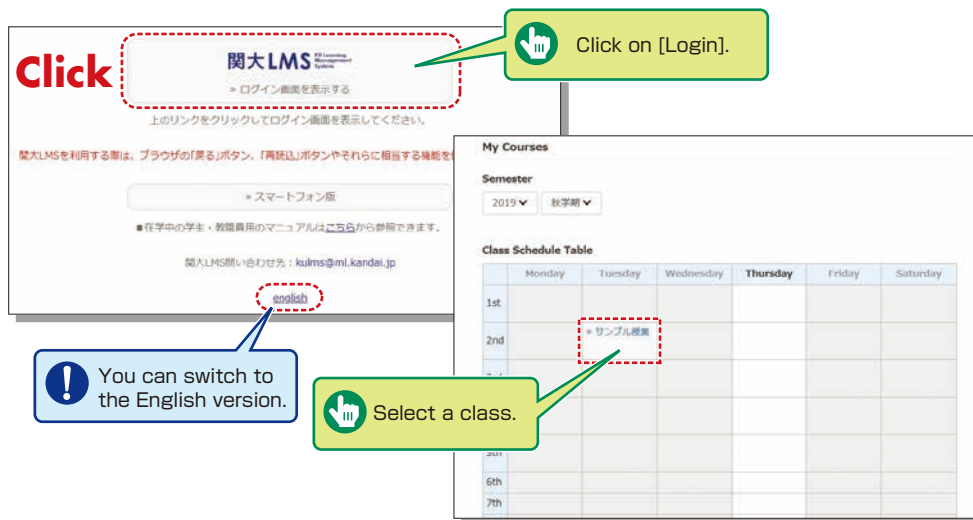 Click
関大LMS
KU Learning
Management
System
» ログイン画面を表示する
Click on [Login].
上のリンクをクリックしてログイン画面を表示してください。
関大LMSを利用する際は、ブラウザの「戻る」ボタン、「再読込」ボタンやそれらに相当する機能を
» スマートフォン版
■在学中の学生・教職員用のマニュアルはこちらから参照できます。
関大LMS問い合わせ先：kulms@ml.kandai.jp
english
You can switch to
the English version.
My Courses
Semester
2019 秋学期
Class Schedule Table
Monday Tuesday Wednesday Thursday Friday Saturday
1st
2nd
» サンプル授業
Select a class.
5th
6th
7th